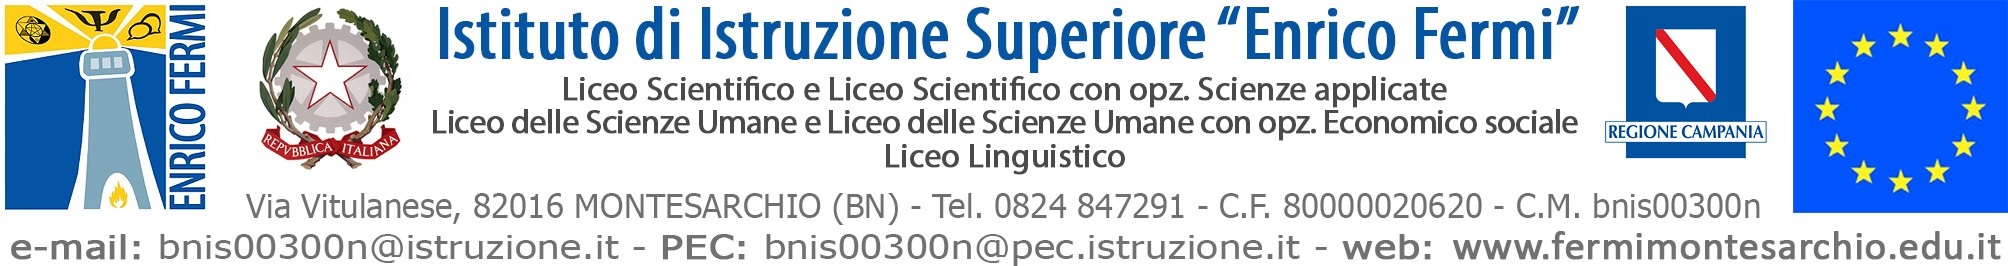 ENRICO FERMI
REPVBBLICA ITALIANA
Istituto di Istruzione Superiore “Enrico Fermi”
Liceo Scientifico e Liceo Scientifico con opz. Scienze applicate
Liceo delle Scienze Umane e Liceo delle Scienze Umane con opz. Economico sociale
Liceo Linguistico
REGIONE CAMPANIA
Via Vitulanese, 82016 MONTESARCHIO (BN) - Tel. 0824 847291 - C.F. 80000020620 - C.M. bnis00300n
e-mail: bnis00300n@istruzione.it - PEC: bnis00300n@pec.istruzione.it - web: www.fermimontesarchio.edu.it